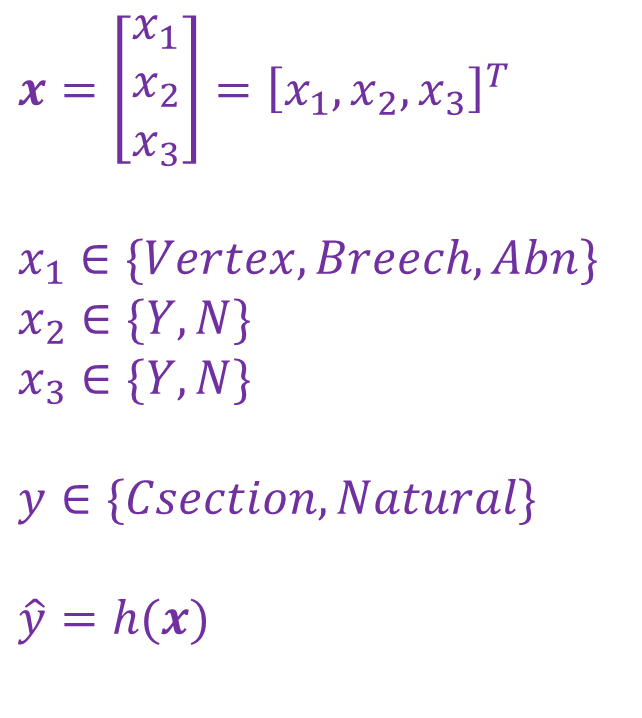 𝒙 = [x₁ x₂ x₃] = [x₁, x₂, x₃]ᵀ
x₁ ∈ {Vertex, Breech, Abn}
x₂ ∈ {Y, N}
x₃ ∈ {Y, N}
y ∈ {Csection, Natural}
ŷ = h(𝒙)